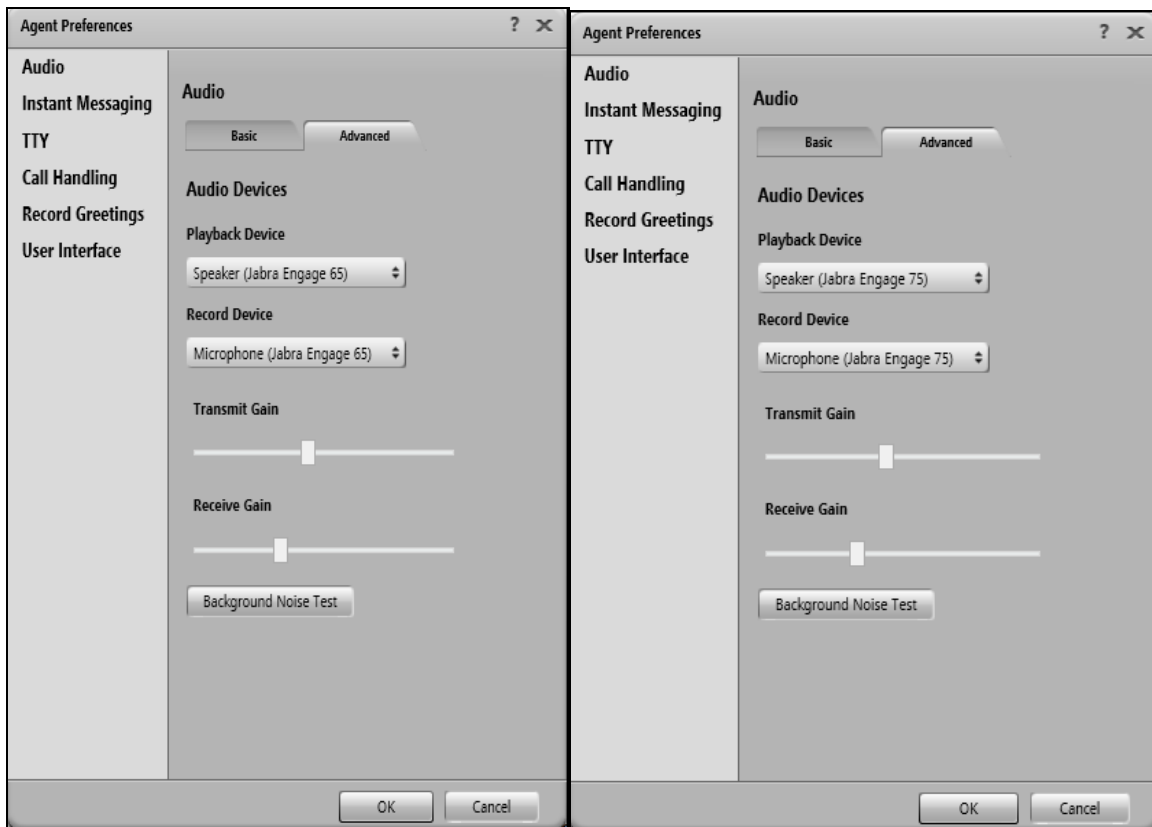 Agent Preferences ? X
Audio
Instant Messaging
TTY
Call Handling
Record Greetings
User Interface
Audio
Basic Advanced
Audio Devices
Playback Device
Speaker (Jabra Engage 65)
Record Device
Microphone (Jabra Engage 65)
Transmit Gain
Receive Gain
Background Noise Test
OK Cancel
Agent Preferences ? X
Audio
Instant Messaging
TTY
Call Handling
Record Greetings
User Interface
Audio
Basic Advanced
Audio Devices
Playback Device
Speaker (Jabra Engage 75)
Record Device
Microphone (Jabra Engage 75)
Transmit Gain
Receive Gain
Background Noise Test
OK Cancel